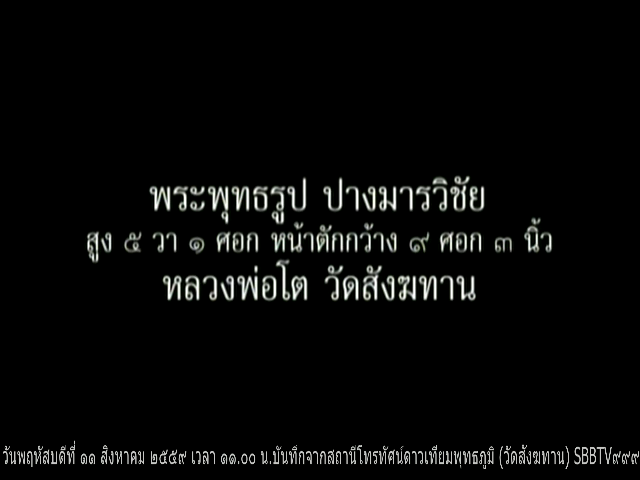 พระพุทธรูป ปางมารวิชัย
สูง ๕ วา ๑ ศอก หน้าตักกว้าง ๙ ศอก ๓ นิ้ว
หลวงพ่อโต วัดสังฆทาน
วันพฤหัสบดีที่ ๑๑ สิงหาคม ๒๕๕๙ เวลา ๑๑.๐๐ น.บันทึกจากสถานีโทรทัศน์ดาวเทียมพุทธภูมิ (วัดสังฆทาน) SBBTV๙๙๙